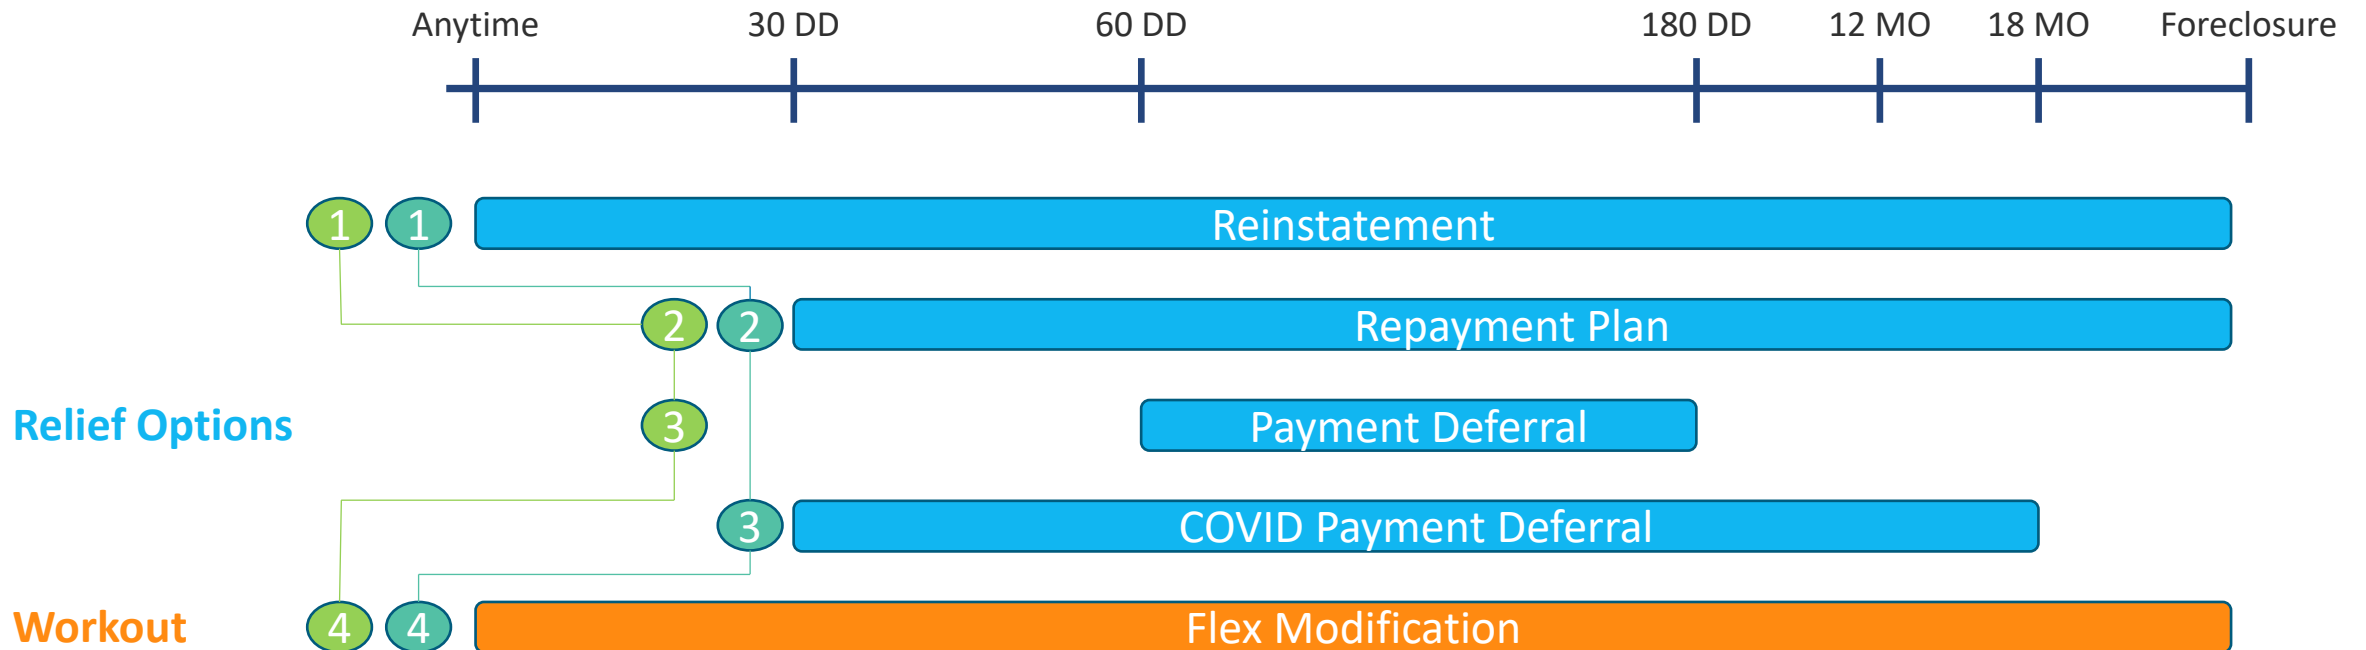 Anytime 30 DD 60 DD 180 DD 12 MO 18 MO Foreclosure
1 1 Reinstatement
2 2 Repayment Plan
Relief Options 3 Payment Deferral
3 COVID Payment Deferral
Workout 4 4 Flex Modification